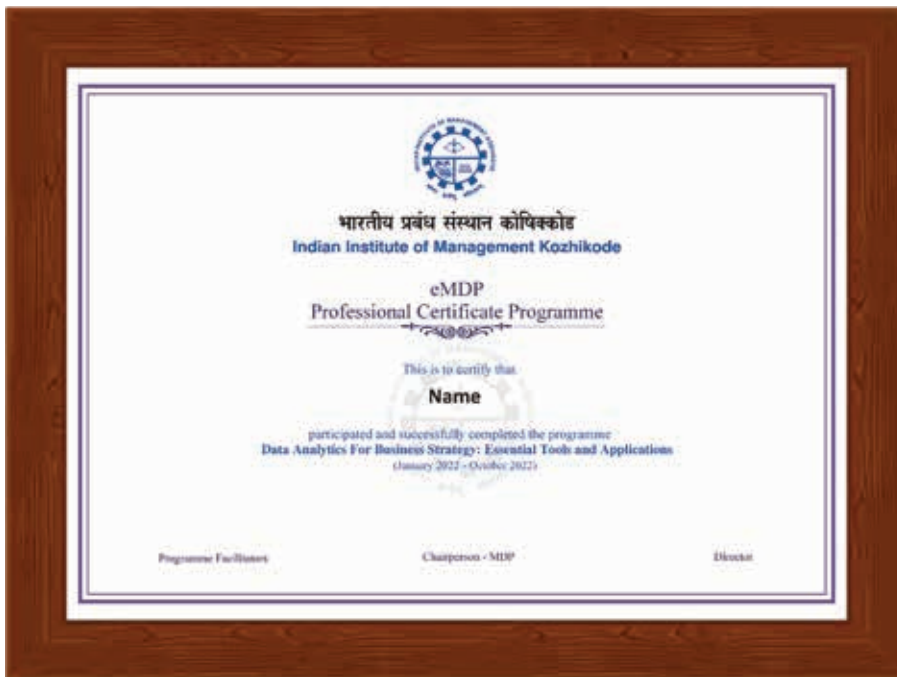 भारतीय प्रबंध संस्थान कोषिक्कोड
Indian Institute of Management Kozhikode
eMDP
Professional Certificate Programme
This is to certify that
Name
participated and successfully completed the programme
Data Analytics For Business Strategy: Essential Tools and Applications
(January 2022 - October 2022)
Programme Facilitators
Chairperson - MDP
Director